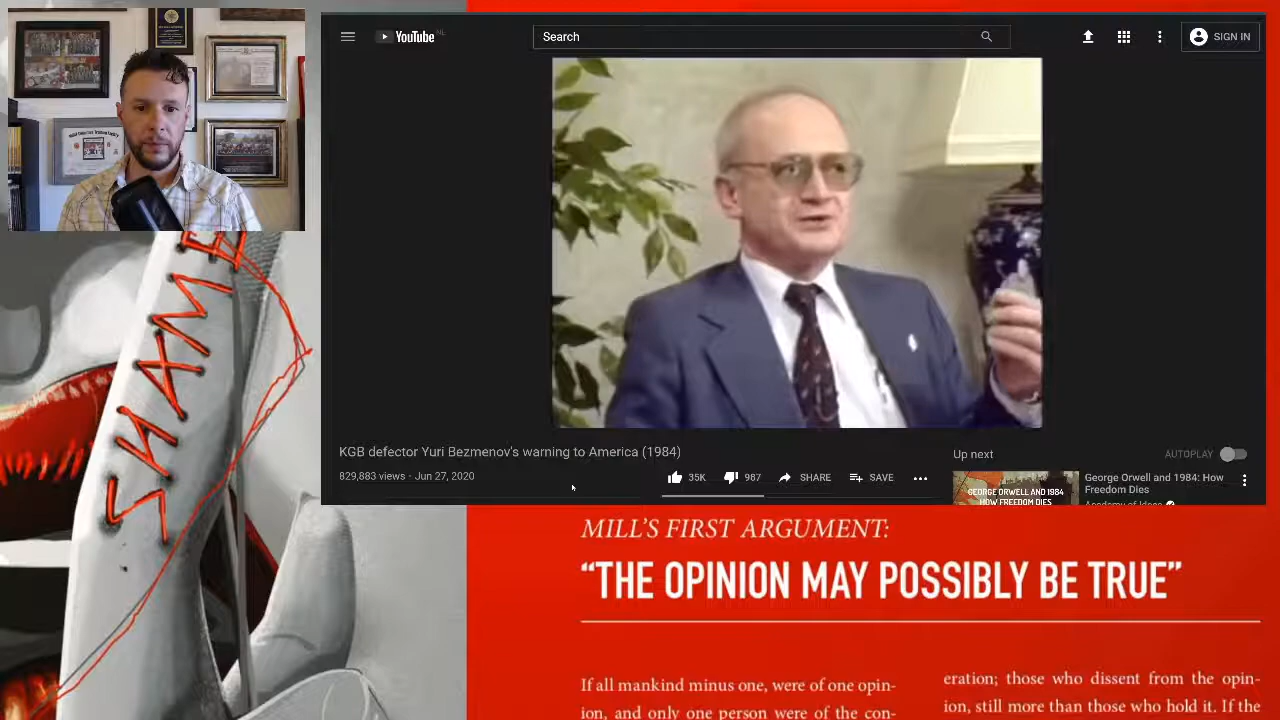 YouTube NL
Search
SIGN IN
SHAME
KGB defector Yuri Bezmenov's warning to America (1984)
829,883 views · Jun 27, 2020
35K
987
SHARE
SAVE
Up next
AUTOPLAY
GEORGE ORWELL AND 1984
HOW FREEDOM DIES
George Orwell and 1984: How
Freedom Dies
Academy of Ideas
MILL'S FIRST ARGUMENT:
“THE OPINION MAY POSSIBLY BE TRUE”
If all mankind minus one, were of one opin-
ion, and only one person were of the con-
eration; those who dissent from the opin-
ion, still more than those who hold it. If the